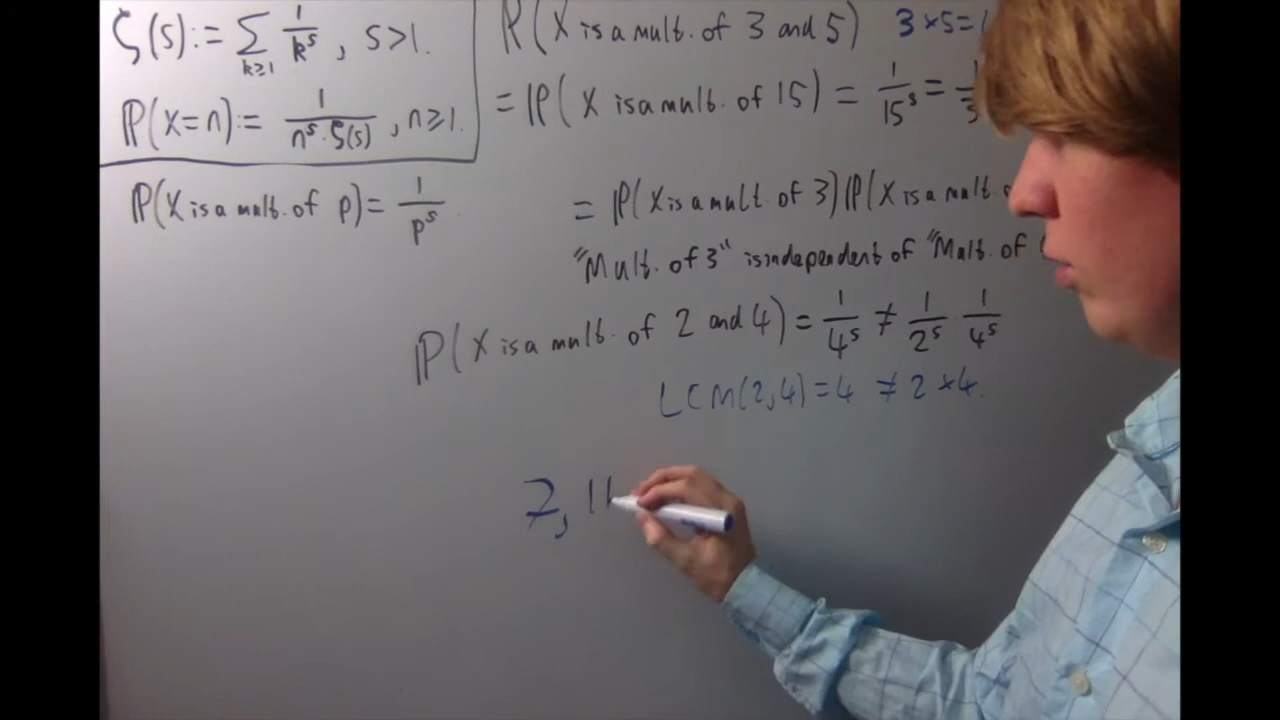 ζ(s) := ∑ 1/k^s , s>1.
k≥1
ℙ(X=n) := 1/(n^s·ζ(s)) , n≥1.
ℙ(X is a mult. of p) = 1/p^s
ℙ(X is a mult. of 3 and 5) 3×5=
= ℙ(X is a mult. of 15) = 1/15^s =
= ℙ(X is a mult. of 3)ℙ(X is a mult.
"Mult. of 3" is independent of "Mult. of
ℙ(X is a mult. of 2 and 4) = 1/4^s ≠ 1/2^s 1/4^s
LCM(2,4)=4 ≠ 2×4.
7, 11